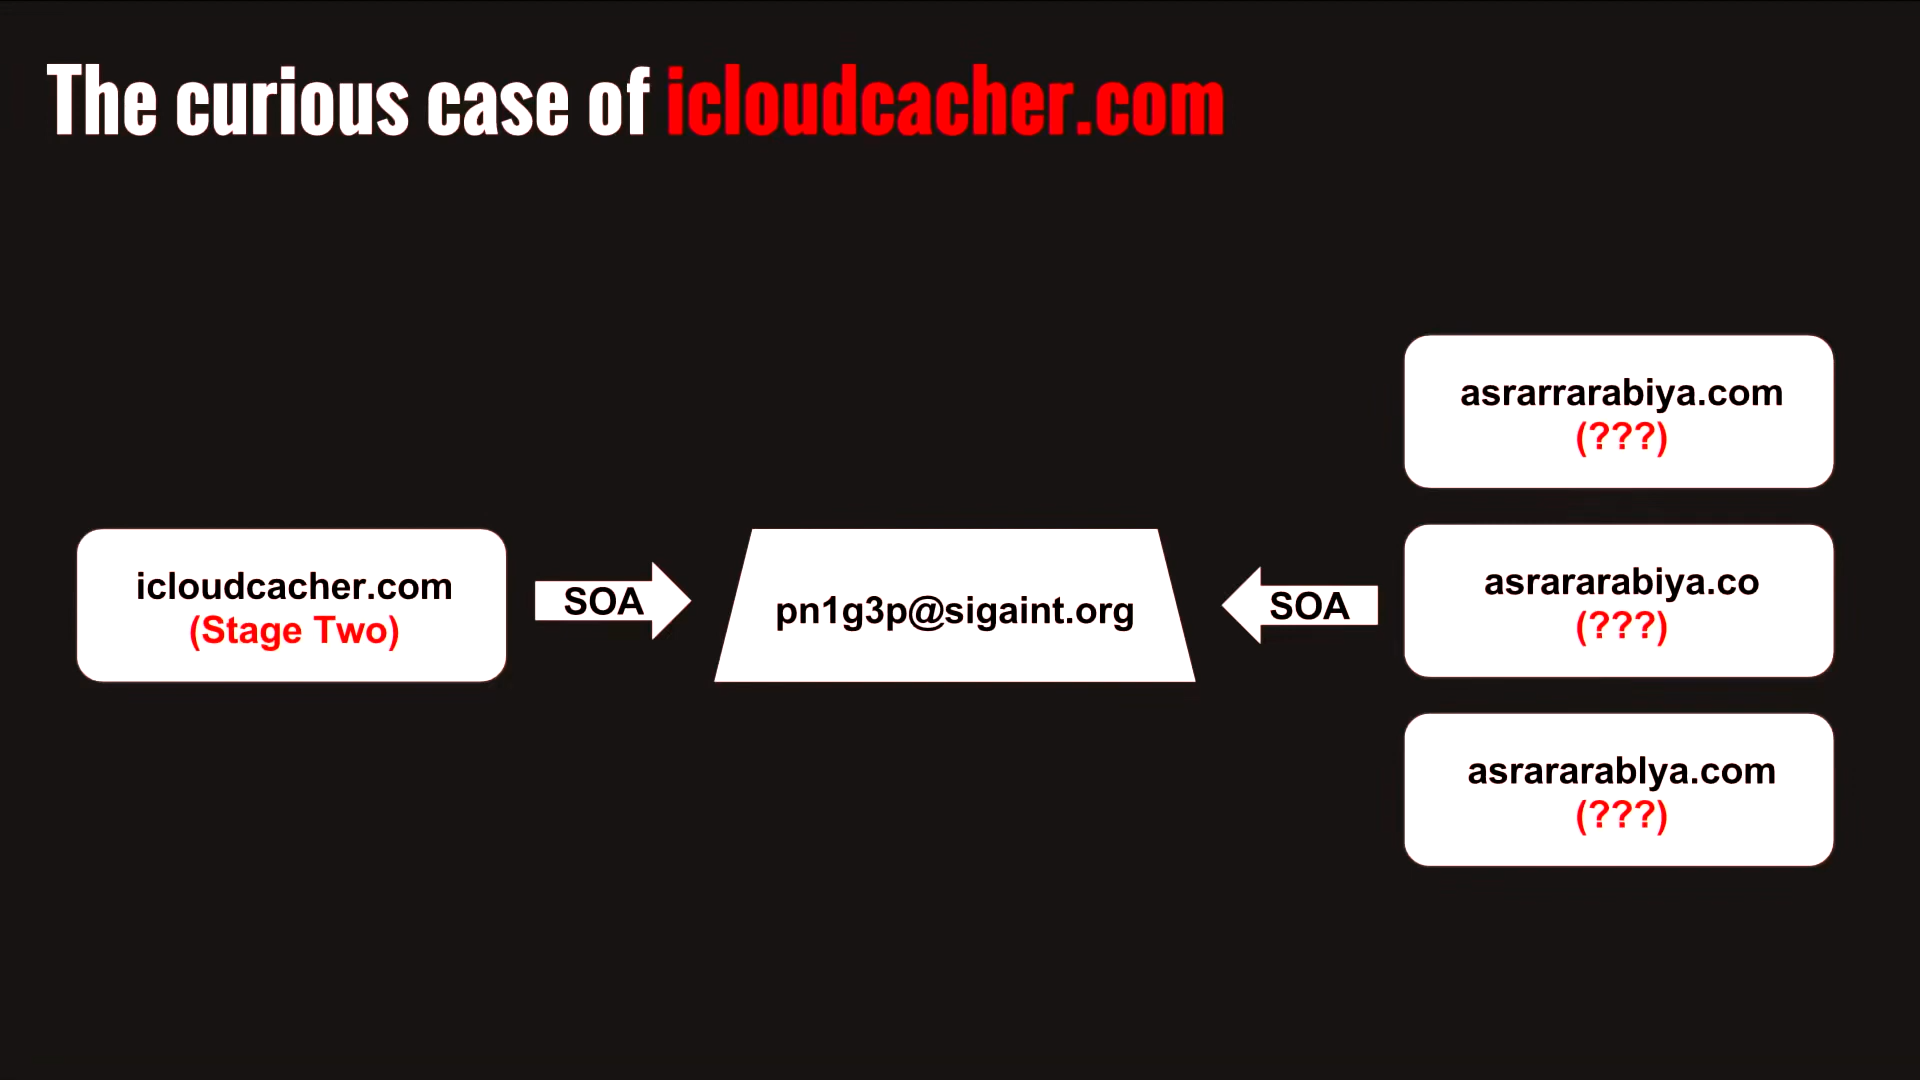 The curious case of icloudcacher.com
asrarrarabiya.com
(???)
icloudcacher.com
(Stage Two)
SOA
pn1g3p@sigaint.org
SOA
asrararabiya.co
(???)
asrararablya.com
(???)